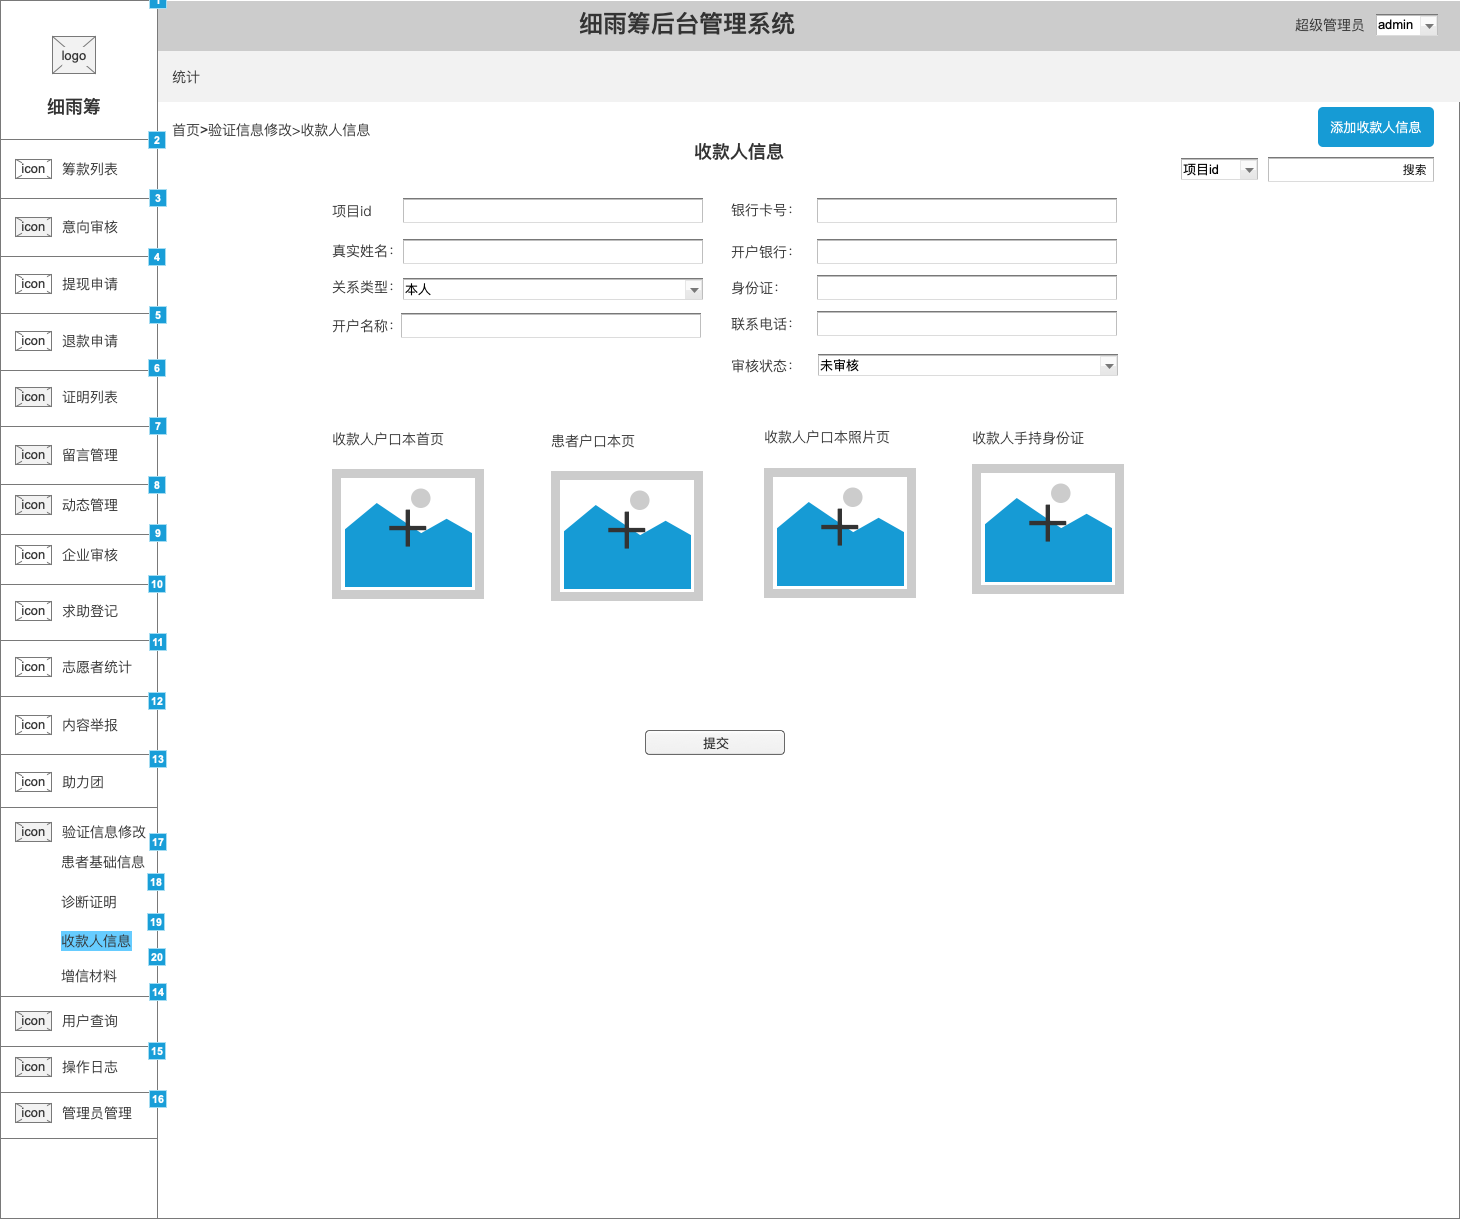 1
细雨筹后台管理系统
超级管理员
admin
logo
细雨筹
统计
首页>验证信息修改>收款人信息
添加收款人信息
收款人信息
项目id
搜索
2
icon 筹款列表
3
icon 意向审核
4
icon 提现申请
5
icon 退款申请
6
icon 证明列表
7
icon 留言管理
8
icon 动态管理
9
icon 企业审核
10
icon 求助登记
11
icon 志愿者统计
12
icon 内容举报
13
icon 助力团
icon 验证信息修改
17
患者基础信息
18
诊断证明
19
收款人信息
20
增信材料
14
icon 用户查询
15
icon 操作日志
16
icon 管理员管理
项目id
银行卡号：
真实姓名：
开户银行：
关系类型：
本人
身份证：
开户名称：
联系电话：
审核状态：
未审核
收款人户口本首页
患者户口本页
收款人户口本照片页
收款人手持身份证
提交